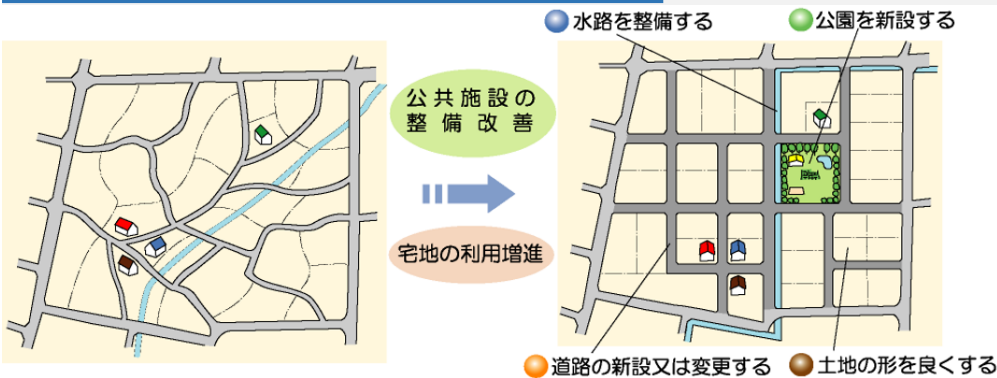 水路を整備する
公園を新設する
公共施設の
整備改善
宅地の利用増進
園
道路の新設又は変更する
土地の形を良くする